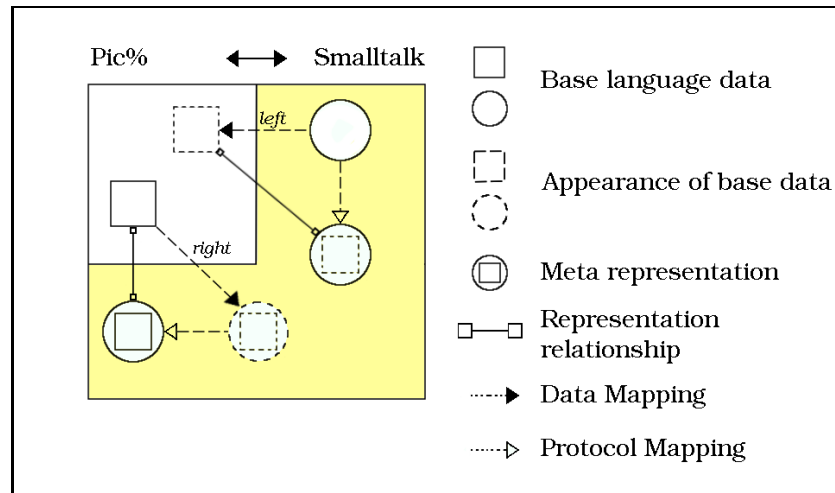 Pic%
Smalltalk
left
right
Base language data
Appearance of base data
Meta representation
Representation
relationship
Data Mapping
Protocol Mapping